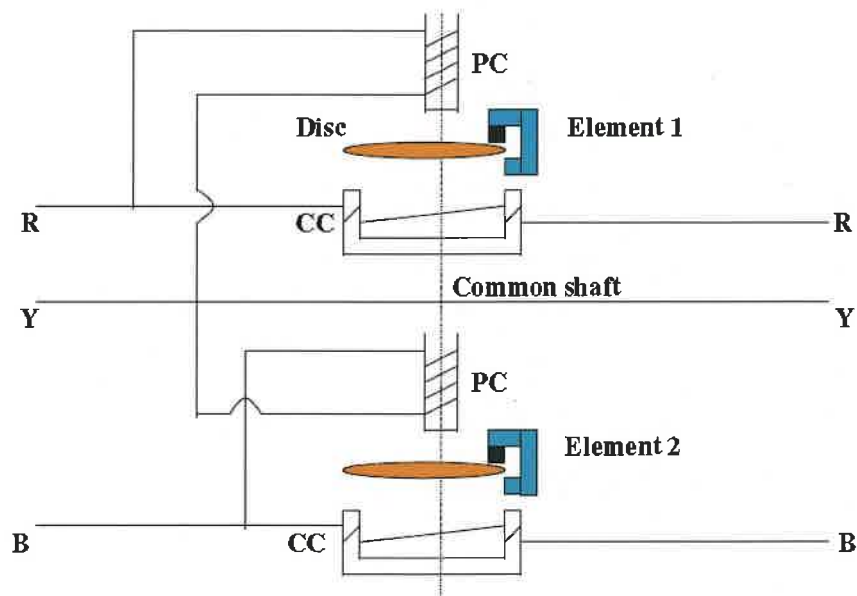 PC
Disc
Element 1
R
CC
R
Common shaft
Y
Y
PC
Element 2
B
CC
B